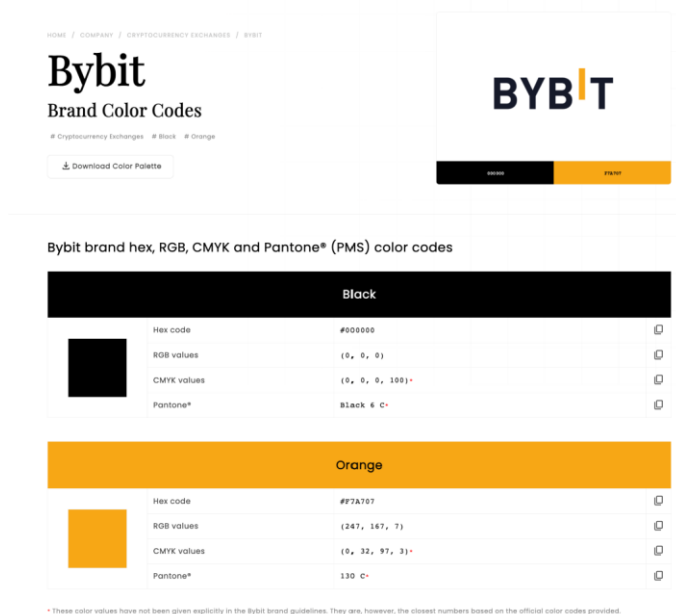 HOME / COMPANY / CRYPTOCURRENCY EXCHANGES / BYBIT
Bybit
Brand Color Codes
# Cryptocurrency Exchanges # Black # Orange
Download Color Palette
BYBIT
000000 F7A707
Bybit brand hex, RGB, CMYK and Pantone® (PMS) color codes
Black
Hex code #000000
RGB values (0, 0, 0)
CMYK values (0, 0, 0, 100)*
Pantone® Black 6 C*
Orange
Hex code #F7A707
RGB values (247, 167, 7)
CMYK values (0, 32, 97, 3)*
Pantone® 130 C*
* These color values have not been given explicitly in the Bybit brand guidelines. They are, however, the closest numbers based on the official color codes provided.